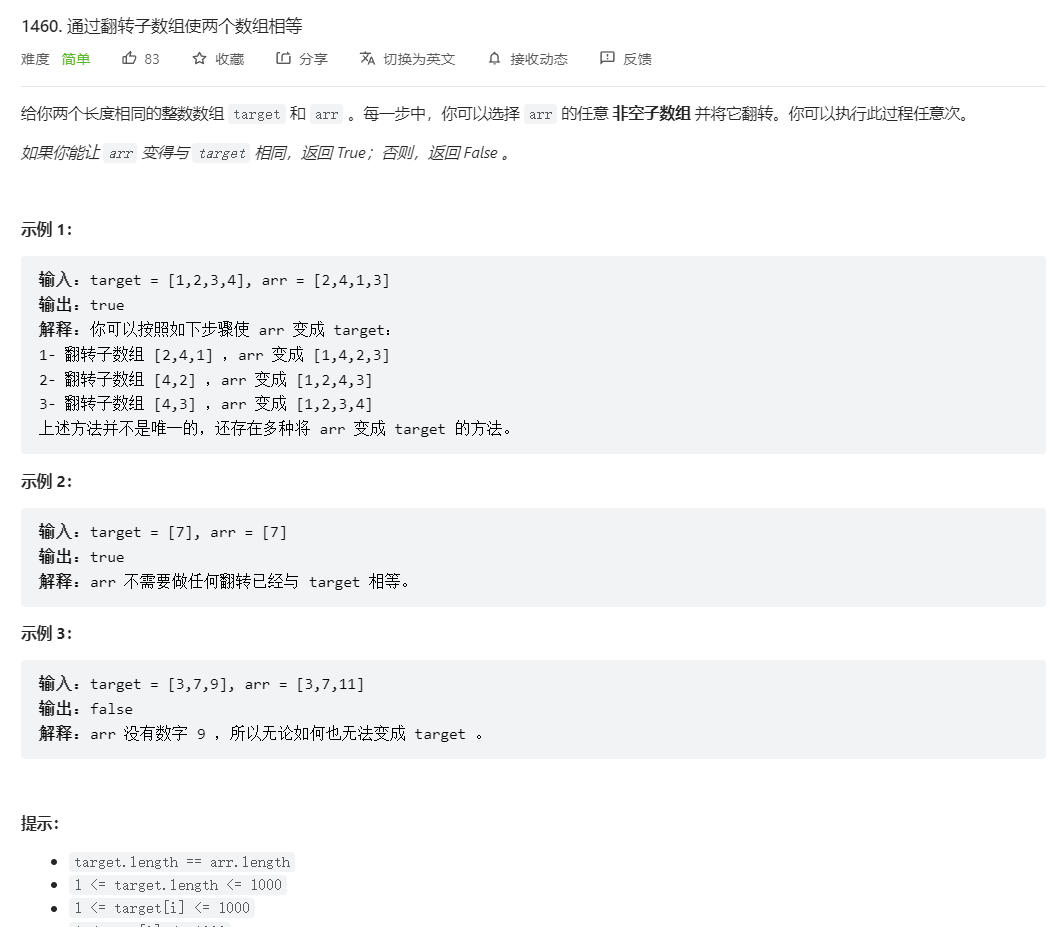 1460. 通过翻转子数组使两个数组相等
难度 简单 83 收藏 分享 切换为英文 接收动态 反馈
给你两个长度相同的整数数组 target 和 arr 。每一步中，你可以选择 arr 的任意 非空子数组 并将它翻转。你可以执行此过程任意次。
如果你能让 arr 变得与 target 相同，返回 True；否则，返回 False 。
示例 1：
输入：target = [1,2,3,4], arr = [2,4,1,3]
输出：true
解释：你可以按照如下步骤使 arr 变成 target：
1- 翻转子数组 [2,4,1] ，arr 变成 [1,4,2,3]
2- 翻转子数组 [4,2] ，arr 变成 [1,2,4,3]
3- 翻转子数组 [4,3] ，arr 变成 [1,2,3,4]
上述方法并不是唯一的，还存在多种将 arr 变成 target 的方法。
示例 2：
输入：target = [7], arr = [7]
输出：true
解释：arr 不需要做任何翻转已经与 target 相等。
示例 3：
输入：target = [3,7,9], arr = [3,7,11]
输出：false
解释：arr 没有数字 9 ，所以无论如何也无法变成 target 。
提示：
target.length == arr.length
1 <= target.length <= 1000
1 <= target[i] <= 1000